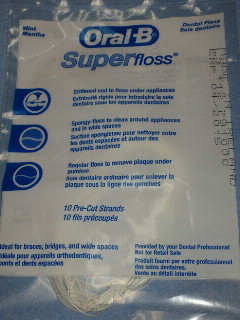 Mint
Menthe
Dental Floss
Soie dentaire
Oral-B
Superfloss
Stiffened end to floss under appliances
Extrémité rigide pour introduire la soie
dentaire sous les appareils dentaires
Spongy floss to clean around appliances
and in wide spaces
Section spongieuse pour nettoyer entre
les dents espacées et autour des
appareils dentaires
Regular floss to remove plaque under
gumline
Soie dentaire ordinaire pour enlever la
plaque sous la ligne des gencives
10 Pre-Cut Strands
10 fils précoupés
Ideal for braces, bridges, and wide spaces
Idéale pour appareils orthodontiques,
ponts et dents espacées
Provided by your Dental Professional
Not for Retail Sale
Produit fourni par votre professionnel
des soins dentaires.
Vente au détail interdite